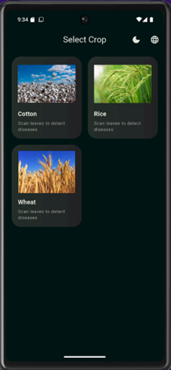 9:34
Select Crop
Cotton
Scan leaves to detect
diseases
Rice
Scan leaves to detect
diseases
Wheat
Scan leaves to detect
diseases